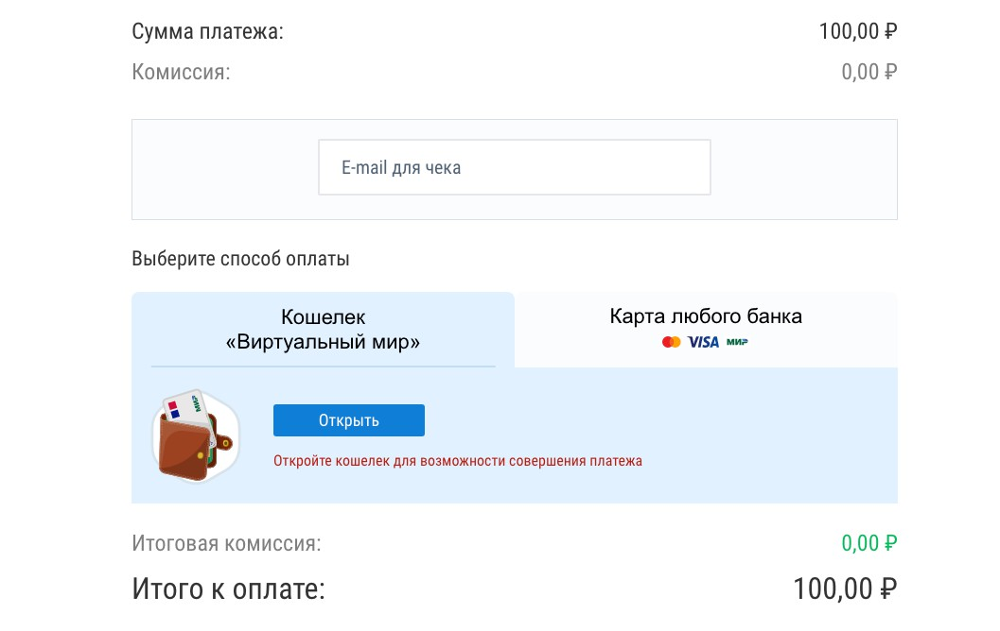 Сумма платежа: 100,00 ₽
Комиссия: 0,00 ₽
E-mail для чека
Выберите способ оплаты
Кошелек
«Виртуальный мир»
Карта любого банка
VISA МИР
МИР
Открыть
Откройте кошелек для возможности совершения платежа
Итоговая комиссия: 0,00 ₽
Итого к оплате: 100,00 ₽